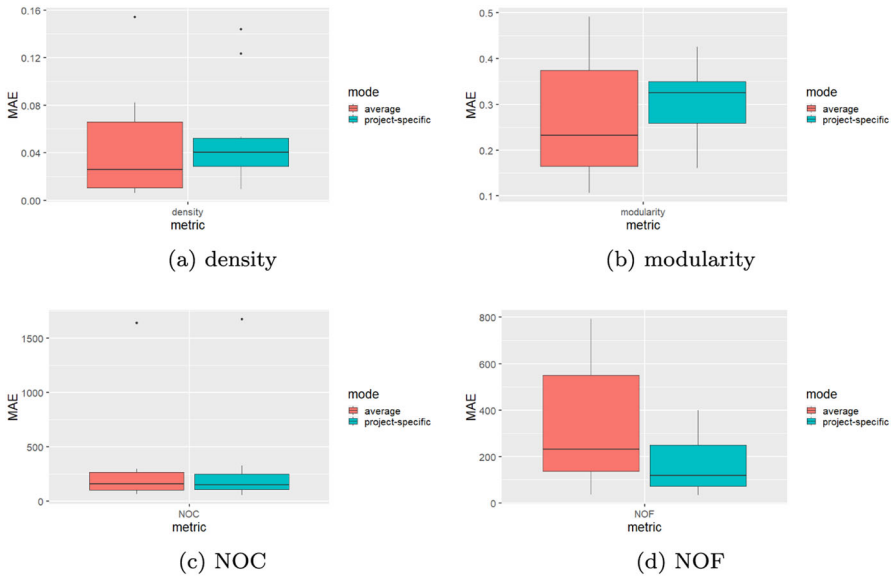 0.16
0.12
0.08
0.04
0.00
MAE
density
metric
mode
average
project-specific
(a) density
0.5
0.4
0.3
0.2
0.1
MAE
modularity
metric
mode
average
project-specific
(b) modularity
1500
1000
500
0
MAE
NOC
metric
mode
average
project-specific
(c) NOC
800
600
400
200
0
MAE
NOF
metric
mode
average
project-specific
(d) NOF